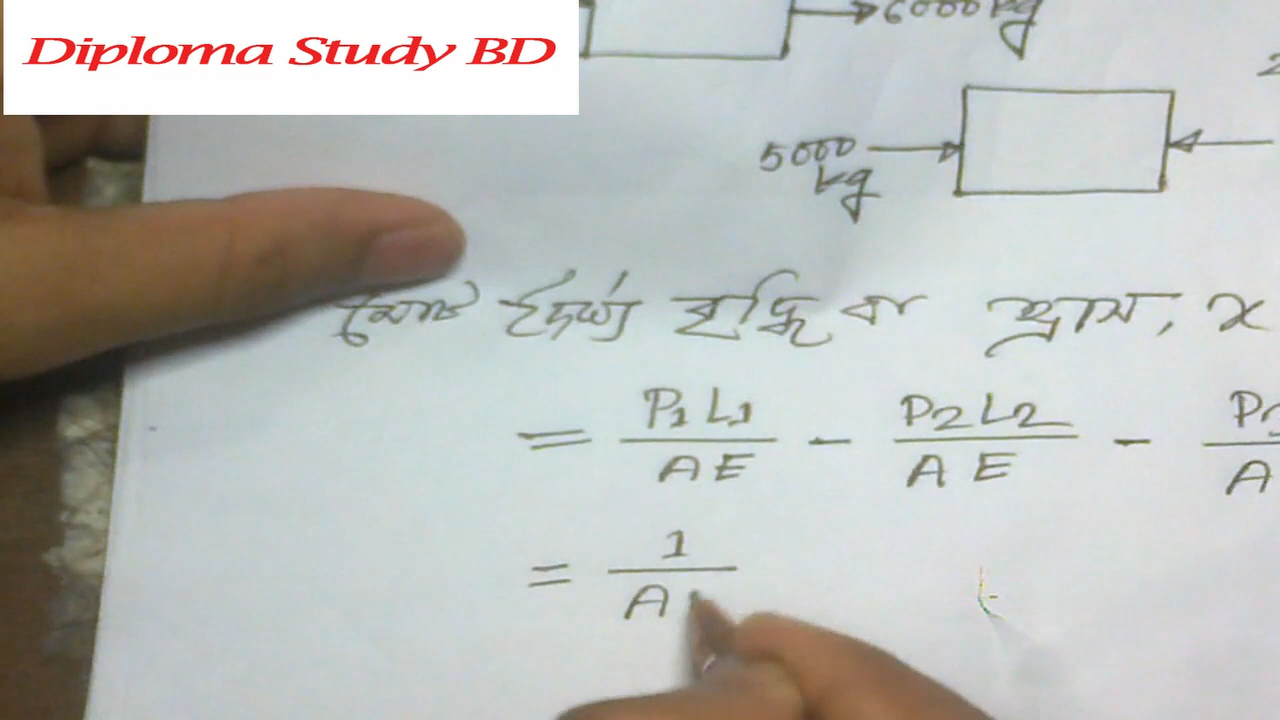 Diploma Study BD
6000 kg
5000
kg
মোট দৈর্ঘ্য বৃদ্ধি বা হ্রাস, x
= P₁L₁/AE - P₂L₂/AE - P
A
= 1/A